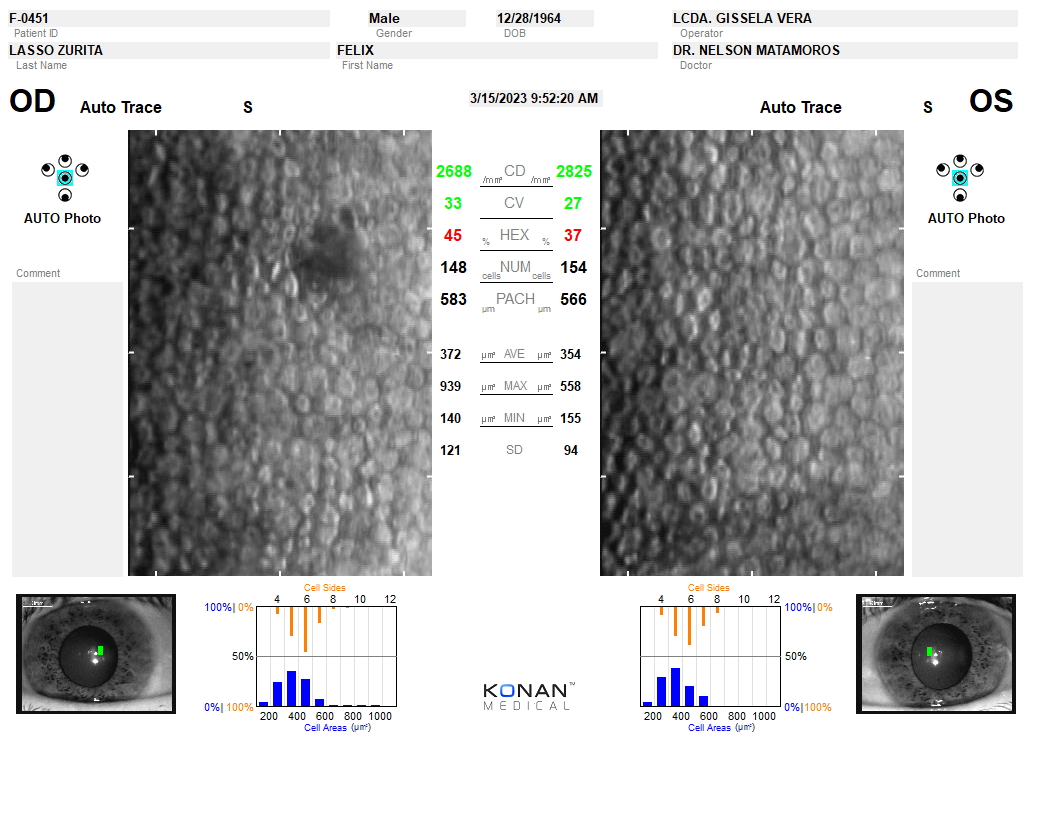 F-0451 Male 12/28/1964 LCDA. GISSELA VERA
Patient ID Gender DOB Operator
LASSO ZURITA FELIX DR. NELSON MATAMOROS
Last Name First Name Doctor
OD Auto Trace S 3/15/2023 9:52:20 AM Auto Trace S OS
2688 /mm² CD /mm² 2825
33 CV 27
AUTO Photo AUTO Photo
45 % HEX % 37
148 cells NUM cells 154
Comment Comment
583 µm PACH µm 566
372 µm² AVE µm² 354
939 µm² MAX µm² 558
140 µm² MIN µm² 155
121 SD 94
Cell Sides Cell Sides
4 6 8 10 12 4 6 8 10 12
100%| 0% 100%| 0%
50% 50%
0%| 100% 0%| 100%
200 400 600 800 1000 200 400 600 800 1000
Cell Areas (µm²) Cell Areas (µm²)
KONAN™
MEDICAL